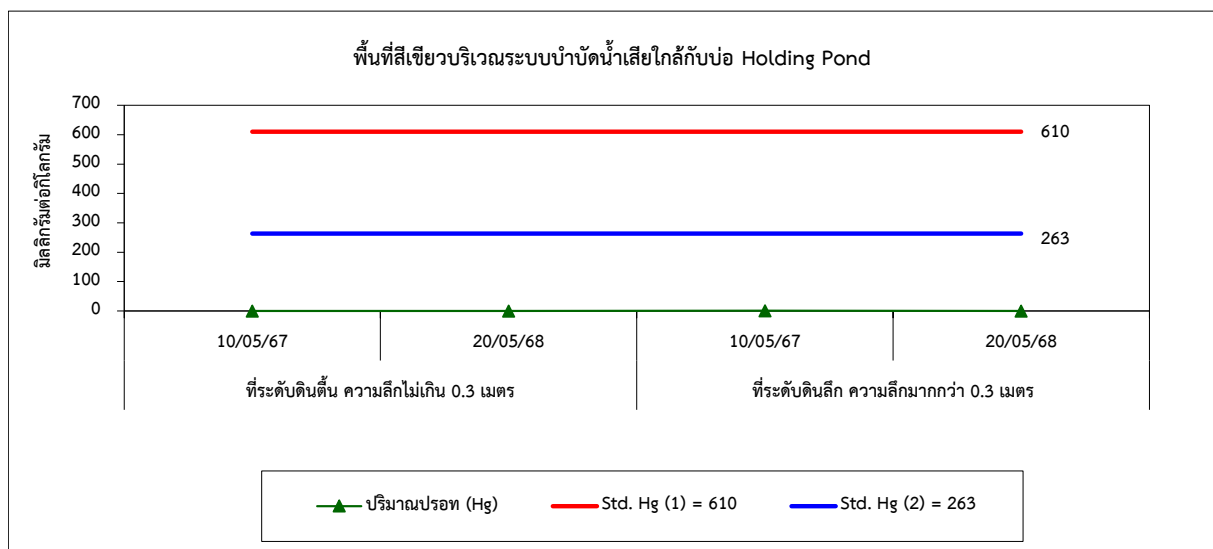 พื้นที่สีเขียวบริเวณระบบบำบัดน้ำเสียใกล้กับบ่อ Holding Pond
มิลลิกรัมต่อกิโลกรัม
700
600
500
400
300
200
100
0
610
263
10/05/67 20/05/68 10/05/67 20/05/68
ที่ระดับดินตื้น ความลึกไม่เกิน 0.3 เมตร ที่ระดับดินลึก ความลึกมากกว่า 0.3 เมตร
ปริมาณปรอท (Hg) Std. Hg (1) = 610 Std. Hg (2) = 263